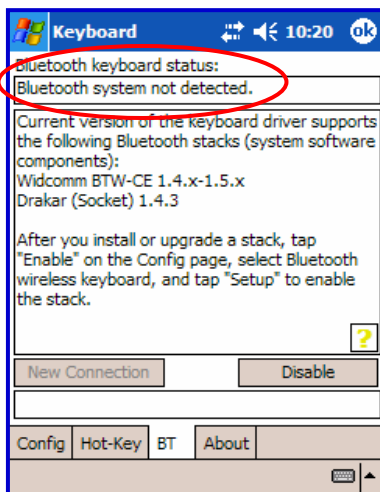 Keyboard 10:20 ok
Bluetooth keyboard status:
Bluetooth system not detected.
Current version of the keyboard driver supports
the following Bluetooth stacks (system software
components):
Widcomm BTW-CE 1.4.x-1.5.x
Drakar (Socket) 1.4.3
After you install or upgrade a stack, tap
"Enable" on the Config page, select Bluetooth
wireless keyboard, and tap "Setup" to enable
the stack.
?
New Connection Disable
Config Hot-Key BT About